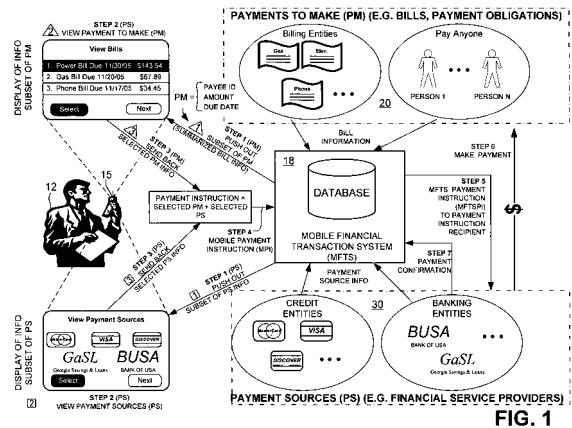 STEP 2 (PS)
VIEW PAYMENT TO MAKE (PM)
2
DISPLAY OF INFO
SUBSET OF PM
View Bills
1. Power Bill Due 11/30/05 $143.54
2. Gas Bill Due 11/20/05 $67.89
3. Phone Bill Due 11/17/05 $34.45
Select
Next
PM =
PAYEE ID
AMOUNT
DUE DATE
1
STEP 1 (PM)
PUSH OUT
SUBSET OF PM
(SUMMARIZED BILL INFO)
3
STEP 3 (PM)
SEND BACK
SELECTED PM INFO
PAYMENTS TO MAKE (PM) (E.G. BILLS, PAYMENT OBLIGATIONS)
Billing Entities
Gas
Elec.
Phone
Pay Anyone
PERSON 1
PERSON N
20
BILL
INFORMATION
18
DATABASE
MOBILE FINANCIAL
TRANSACTION SYSTEM
(MFTS)
STEP 6
MAKE PAYMENT
STEP 5
MFTS PAYMENT
INSTRUCTION
(MFTSPI)
TO PAYMENT
INSTRUCTION
RECIPIENT
$
STEP 7
PAYMENT
CONFIRMATION
12
15
PAYMENT INSTRUCTION =
SELECTED PM + SELECTED
PS
STEP 4
MOBILE PAYMENT
INSTRUCTION (MPI)
3
STEP 3 (PS)
SEND BACK
SELECTED PS INFO
1
STEP 1 (PS)
PUSH OUT
SUBSET OF PS INFO
PAYMENT
SOURCE INFO
DISPLAY OF INFO
SUBSET OF PS
View Payment Sources
MasterCard
VISA
DISCOVER
GaSL
Georgia Savings & Loans
BUSA
BANK OF USA
Select
Next
2
STEP 2 (PS)
VIEW PAYMENT SOURCES (PS)
CREDIT
ENTITIES
MasterCard
VISA
DISCOVER
30
BANKING
ENTITIES
BUSA
BANK OF USA
GaSL
Georgia Savings & Loans
PAYMENT SOURCES (PS) (E.G. FINANCIAL SERVICE PROVIDERS)
FIG. 1